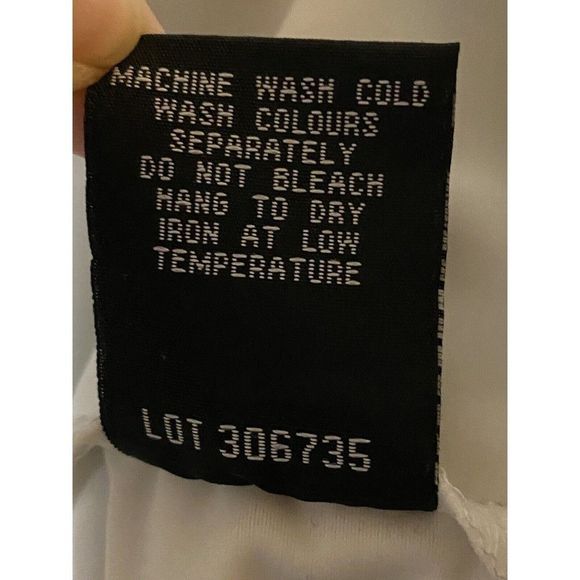 MACHINE WASH COLD
WASH COLOURS
SEPARATELY
DO NOT BLEACH
HANG TO DRY
IRON AT LOW
TEMPERATURE
LOT 306735